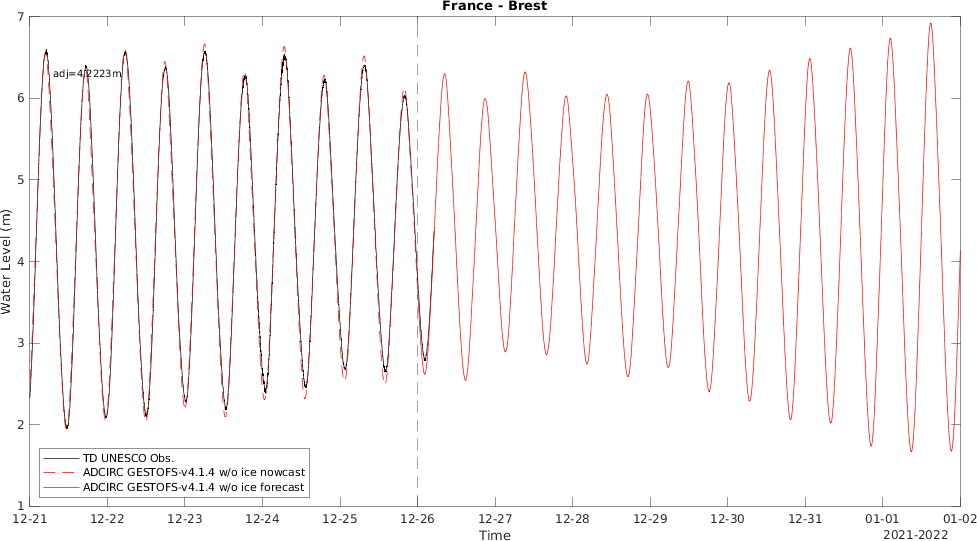 France - Brest
7
6
5
4
3
2
1
Water Level (m)
adj=4.2223m
TD UNESCO Obs.
ADCIRC GESTOFS-v4.1.4 w/o ice nowcast
ADCIRC GESTOFS-v4.1.4 w/o ice forecast
12-21 12-22 12-23 12-24 12-25 12-26 12-27 12-28 12-29 12-30 12-31 01-01 01-02
Time
2021-2022